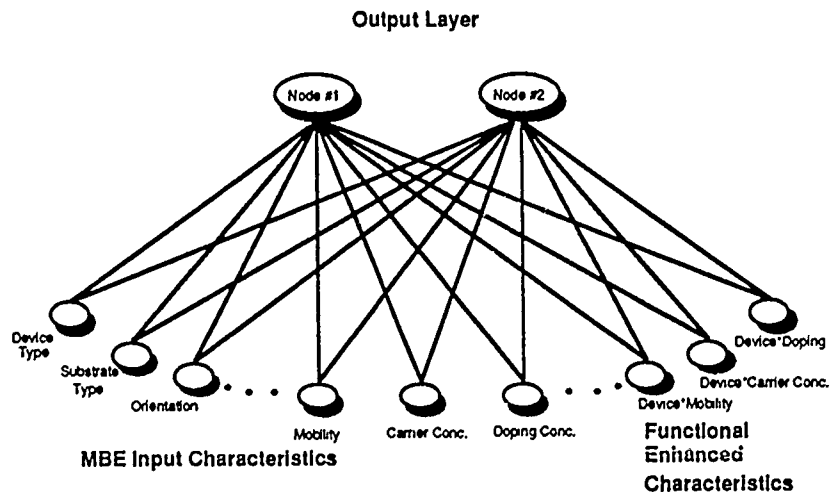 Output Layer
Node #1
Node #2
Device
Type
Substrate
Type
Orientation
Mobility
Carrier Conc.
Doping Conc.
Device*Mobility
Device*Carrier Conc.
Device*Doping
MBE Input Characteristics
Functional
Enhanced
Characteristics